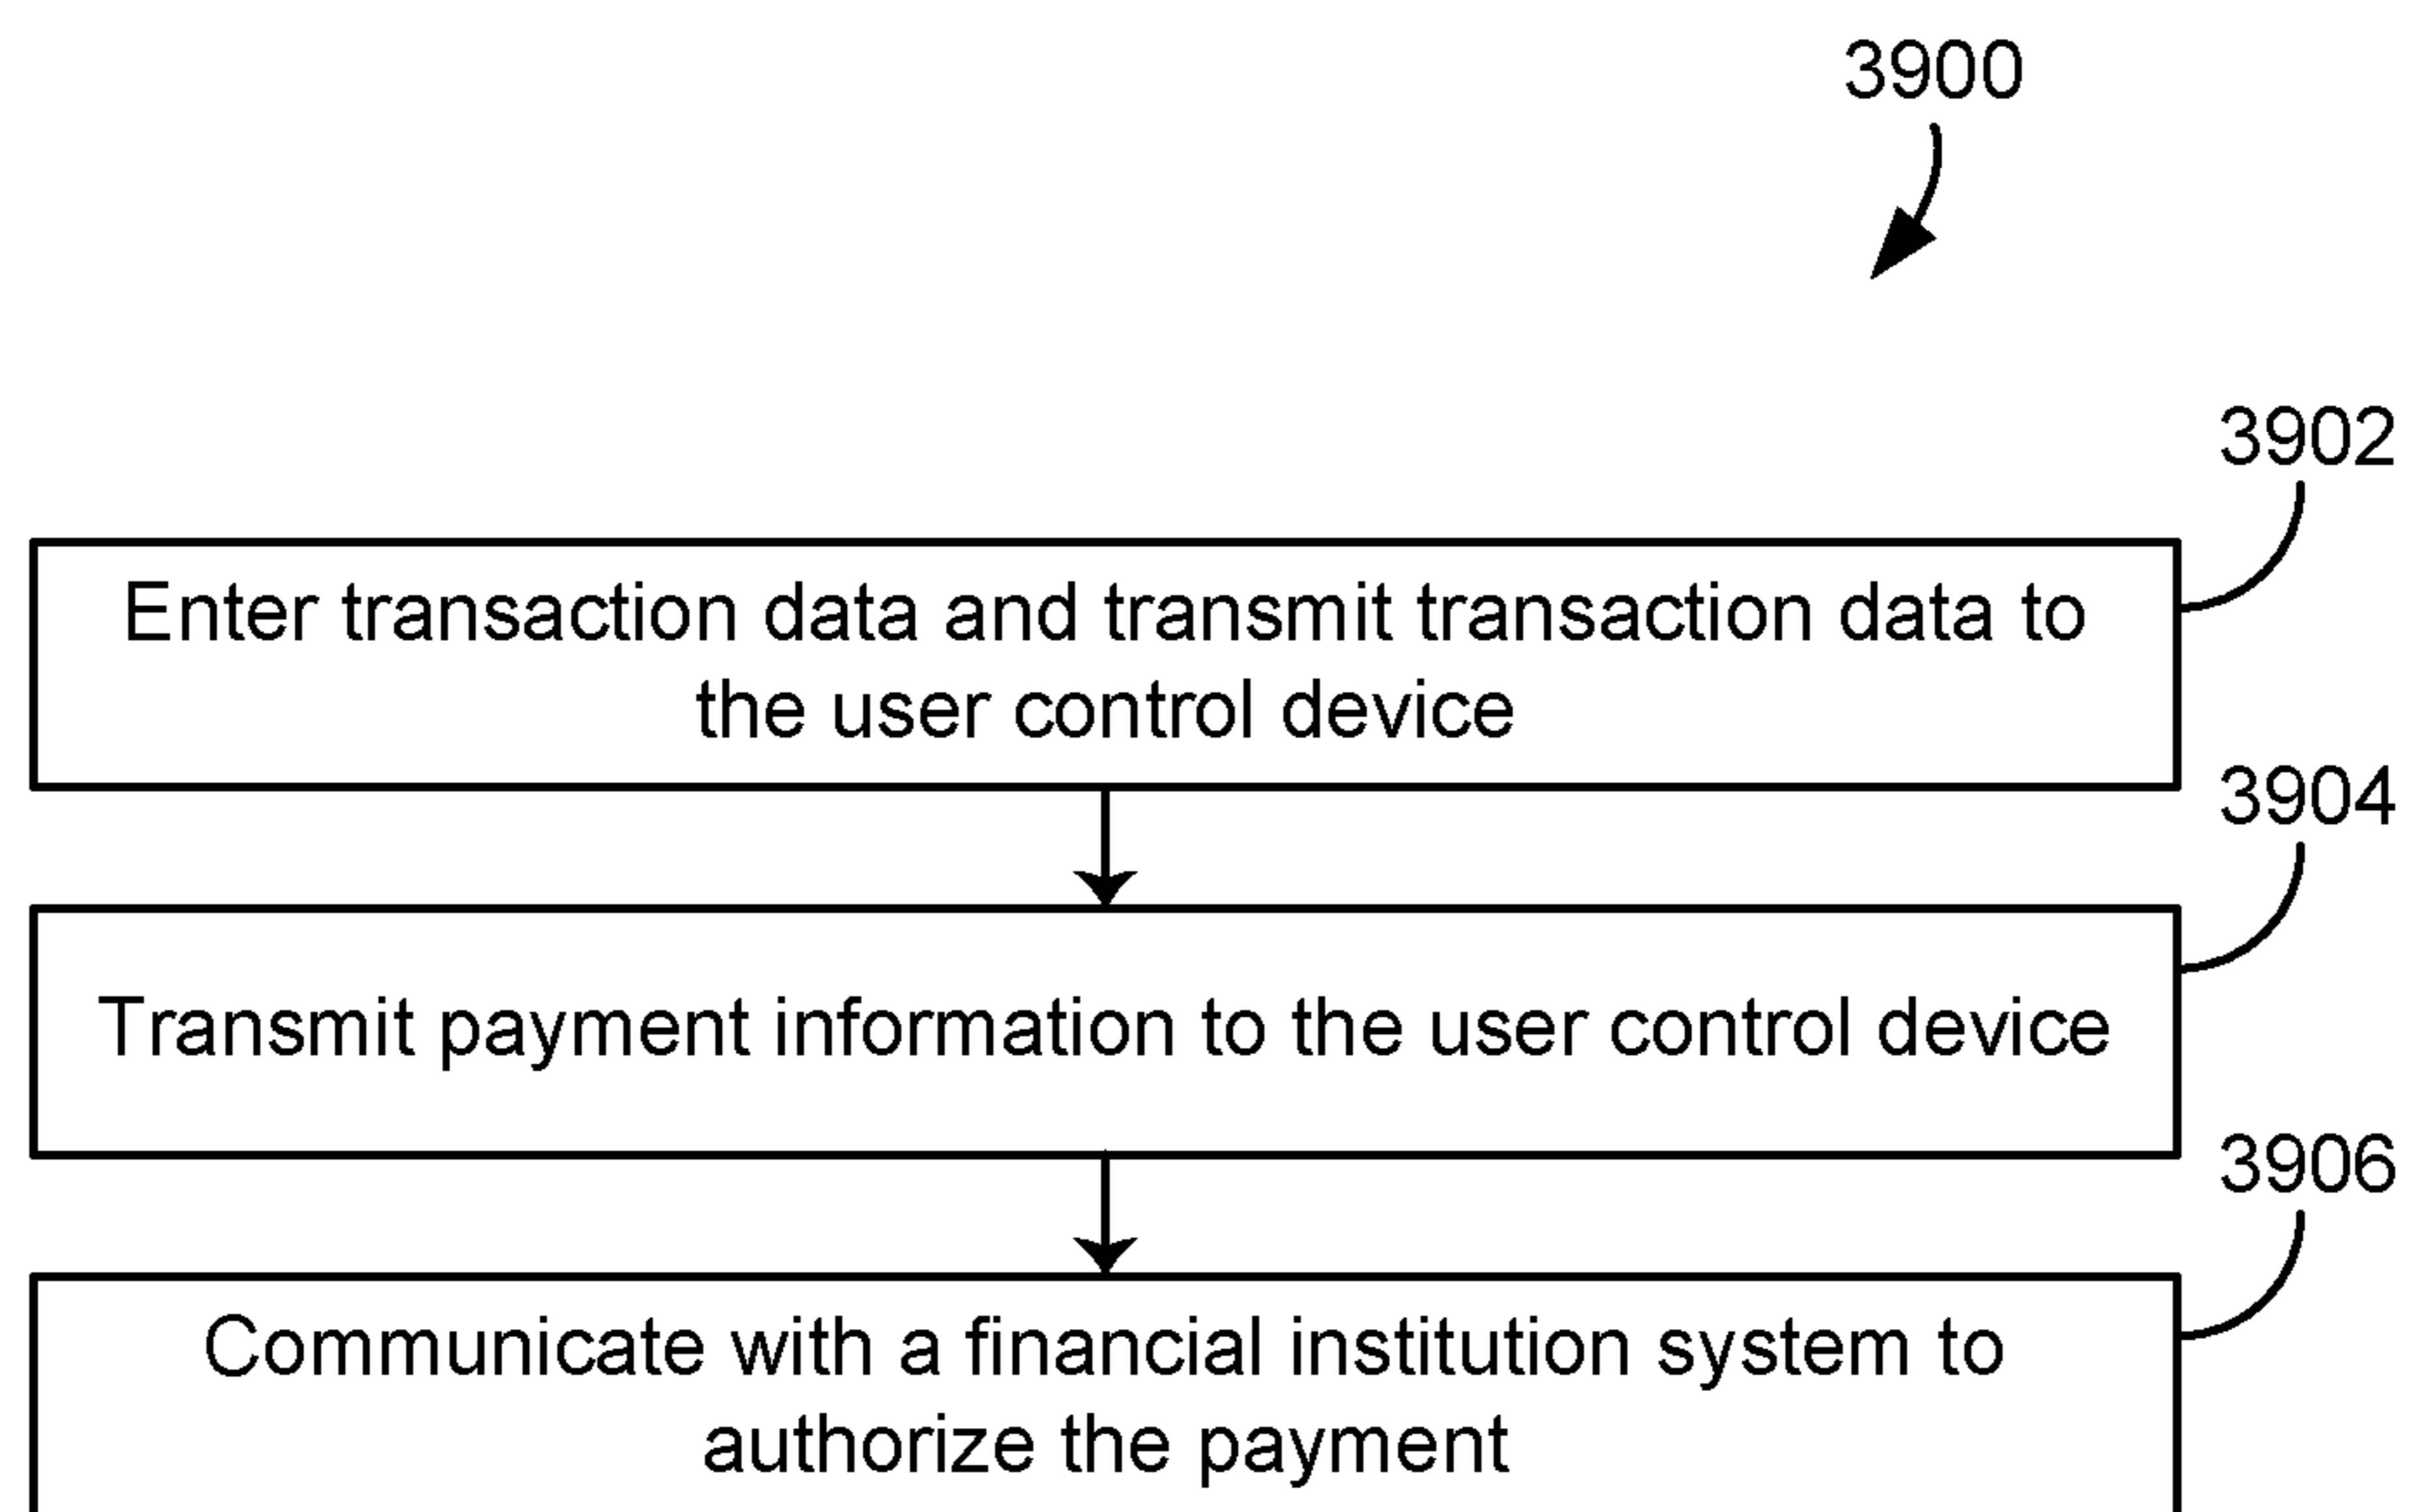 3900
3902
Enter transaction data and transmit transaction data to
the user control device
3904
Transmit payment information to the user control device
3906
Communicate with a financial institution system to
authorize the payment